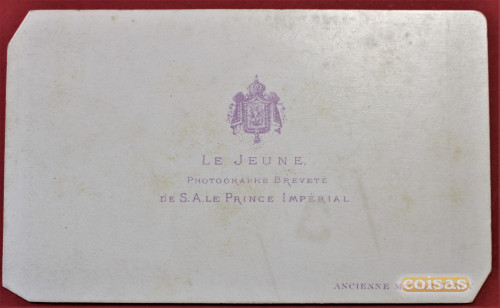 LE JEUNE.
PHOTOGRAPHE BREVETÉ
DE S.A.LE PRINCE IMPÉRIAL
ANCIENNE
coisas